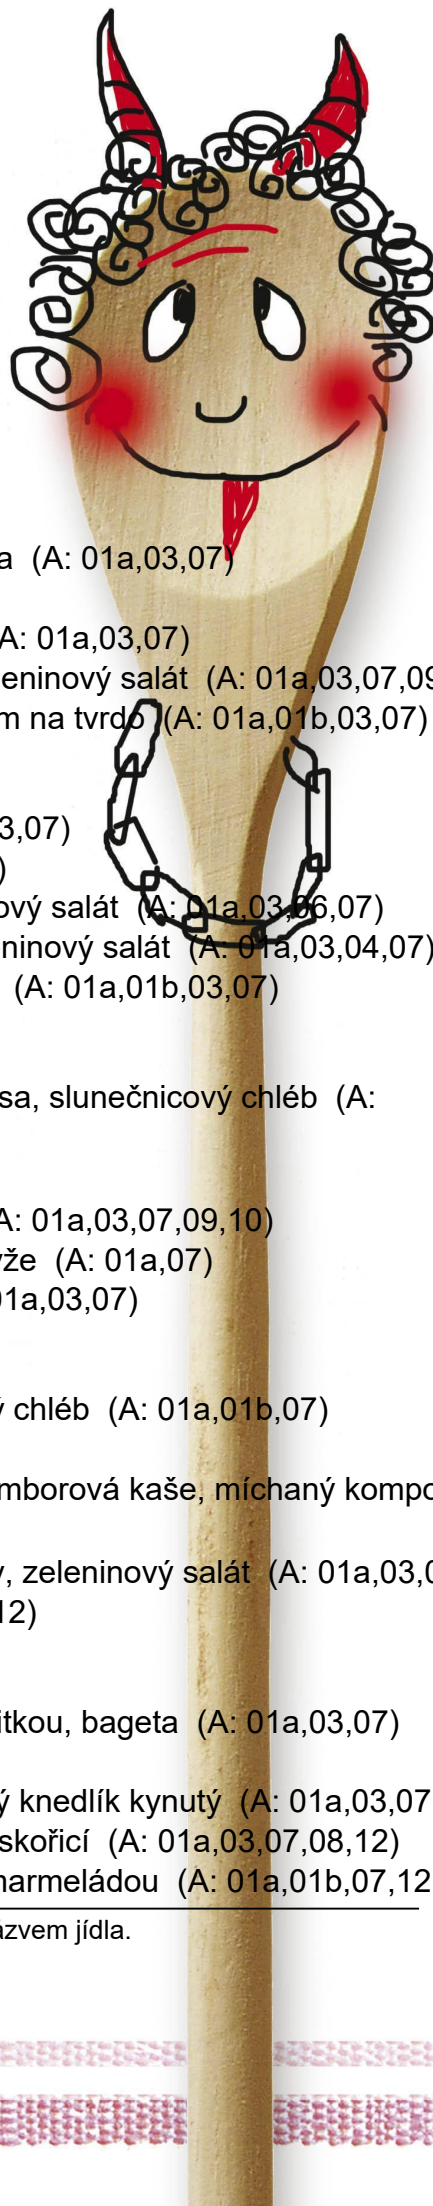 a (A: 01a,03,07)
A: 01a,03,07)
eninový salát (A: 01a,03,07,09
m na tvrdo (A: 01a,01b,03,07)
3,07)
)
ový salát (A: 01a,03,06,07)
ninový salát (A: 01a,03,04,07)
(A: 01a,01b,03,07)
sa, slunečnicový chléb (A:
A: 01a,03,07,09,10)
ýže (A: 01a,07)
01a,03,07)
ý chléb (A: 01a,01b,07)
mborová kaše, míchaný kompo
y, zeleninový salát (A: 01a,03,0
12)
itkou, bageta (A: 01a,03,07)
ý knedlík kynutý (A: 01a,03,07
skořicí (A: 01a,03,07,08,12)
marmeládou (A: 01a,01b,07,12
ázvem jídla.